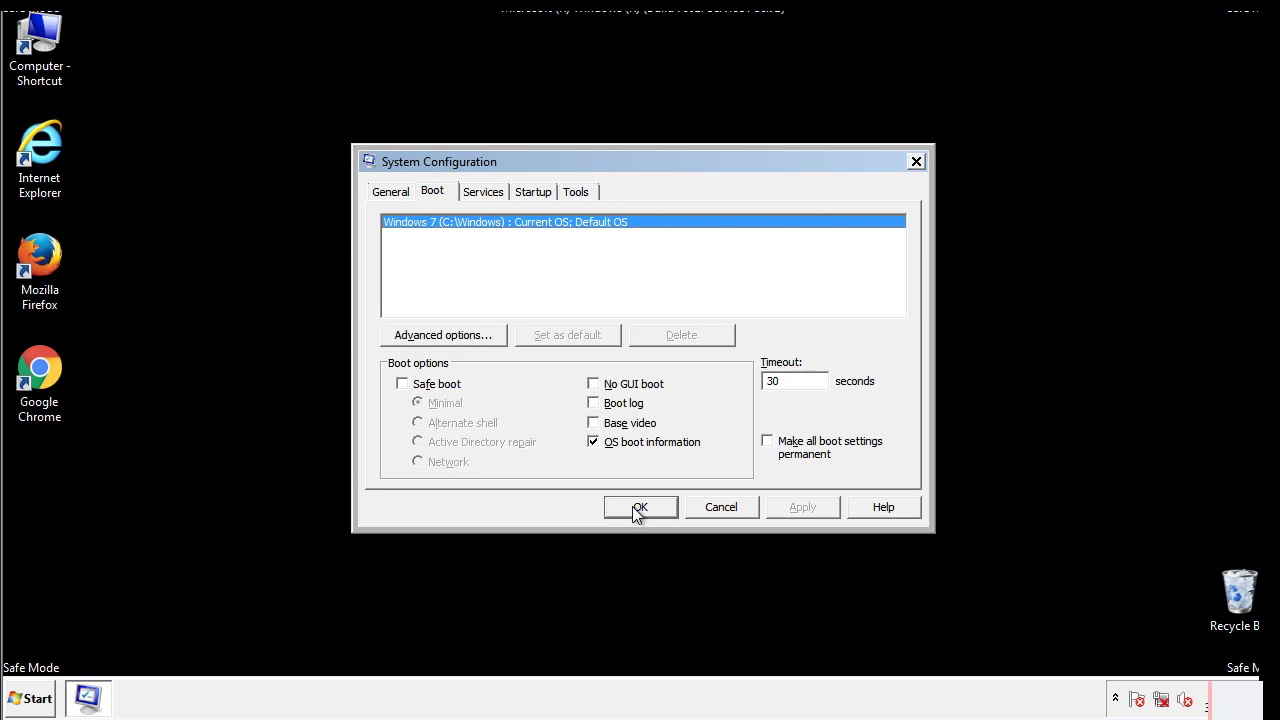 Computer -
Shortcut
Internet
Explorer
Mozilla
Firefox
Google
Chrome
System Configuration
General Boot Services Startup Tools
Windows 7 (C:\Windows) : Current OS; Default OS
Advanced options... Set as default Delete
Boot options
Safe boot
Minimal
Alternate shell
Active Directory repair
Network
No GUI boot
Boot log
Base video
OS boot information
Timeout:
30 seconds
Make all boot settings
permanent
OK Cancel Apply Help
Recycle B
Safe Mode
Safe M
Start